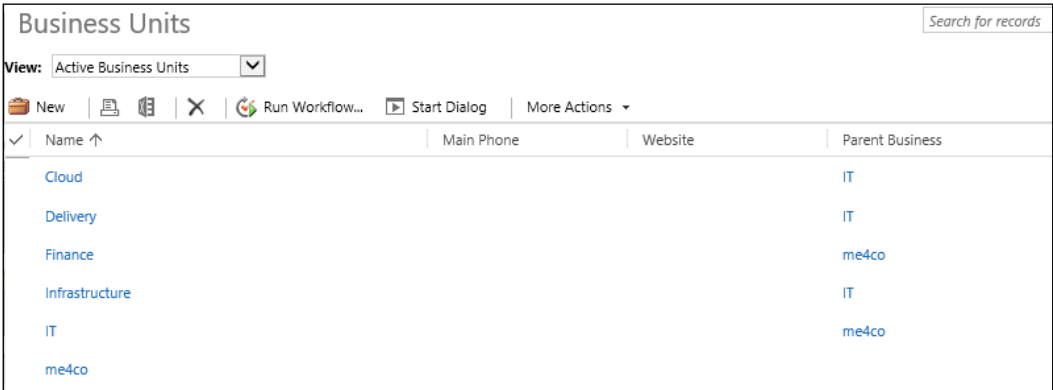 Business Units
Search for records
View: Active Business Units
New Run Workflow... Start Dialog More Actions
Name Main Phone Website Parent Business
Cloud IT
Delivery IT
Finance me4co
Infrastructure IT
IT me4co
me4co